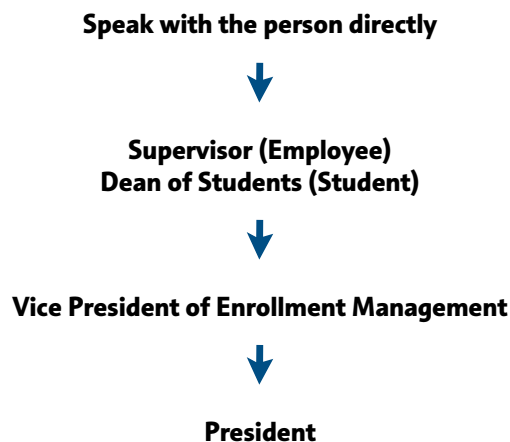 Speak with the person directly
Supervisor (Employee)
Dean of Students (Student)
Vice President of Enrollment Management
President